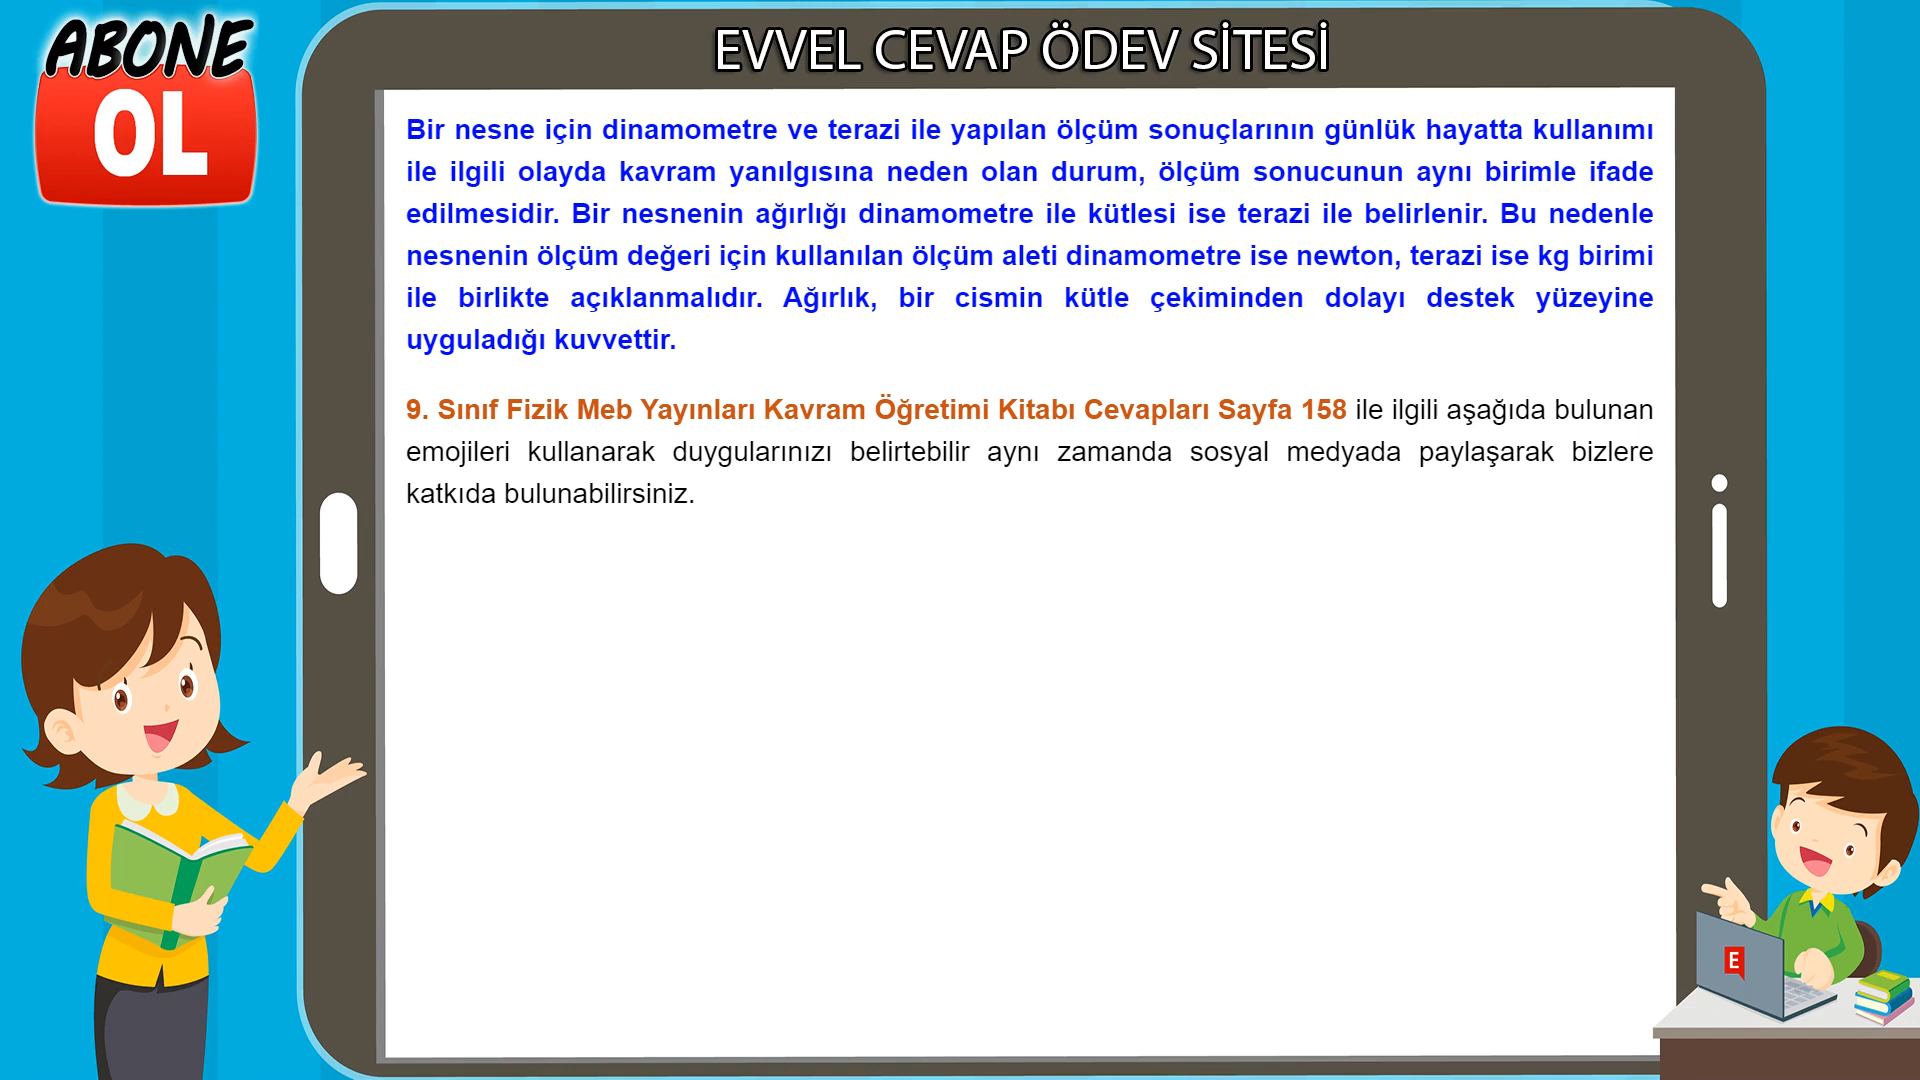 ABONE
OL
EVVEL CEVAP ÖDEV SİTESİ
Bir nesne için dinamometre ve terazi ile yapılan ölçüm sonuçlarının günlük hayatta kullanımı
ile ilgili olayda kavram yanılgısına neden olan durum, ölçüm sonucunun aynı birimle ifade
edilmesidir. Bir nesnenin ağırlığı dinamometre ile kütlesi ise terazi ile belirlenir. Bu nedenle
nesnenin ölçüm değeri için kullanılan ölçüm aleti dinamometre ise newton, terazi ise kg birimi
ile birlikte açıklanmalıdır. Ağırlık, bir cismin kütle çekiminden dolayı destek yüzeyine
uyguladığı kuvvettir.
9. Sınıf Fizik Meb Yayınları Kavram Öğretimi Kitabı Cevapları Sayfa 158 ile ilgili aşağıda bulunan
emojileri kullanarak duygularınızı belirtebilir aynı zamanda sosyal medyada paylaşarak bizlere
katkıda bulunabilirsiniz.
E